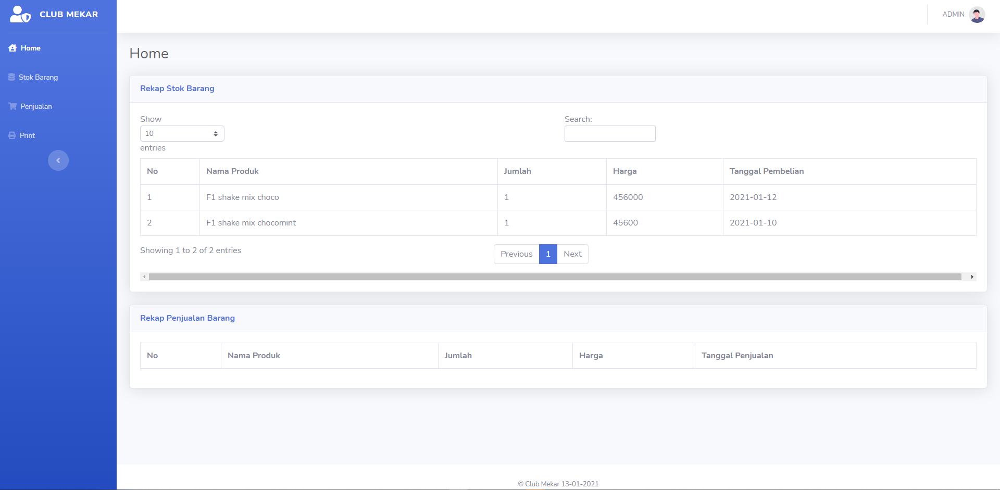 CLUB MEKAR
ADMIN
Home
Stok Barang
Penjualan
Print
Home
Rekap Stok Barang
Show
10
entries
Search:
No Nama Produk Jumlah Harga Tanggal Pembelian
1 F1 shake mix choco 1 456000 2021-01-12
2 F1 shake mix chocomint 1 45600 2021-01-10
Showing 1 to 2 of 2 entries
Previous 1 Next
Rekap Penjualan Barang
No Nama Produk Jumlah Harga Tanggal Penjualan
© Club Mekar 13-01-2021